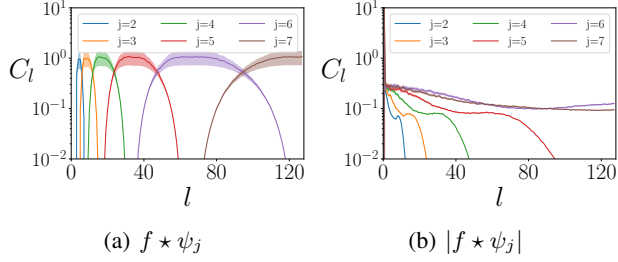 j=2 j=4 j=6
j=3 j=5 j=7
C_l
10^1
10^0
10^{-1}
10^{-2}
0 40 80 120
l
(a) f ⋆ ψ_j
j=2 j=4 j=6
j=3 j=5 j=7
C_l
10^1
10^0
10^{-1}
10^{-2}
0 40 80 120
l
(b) |f ⋆ ψ_j|